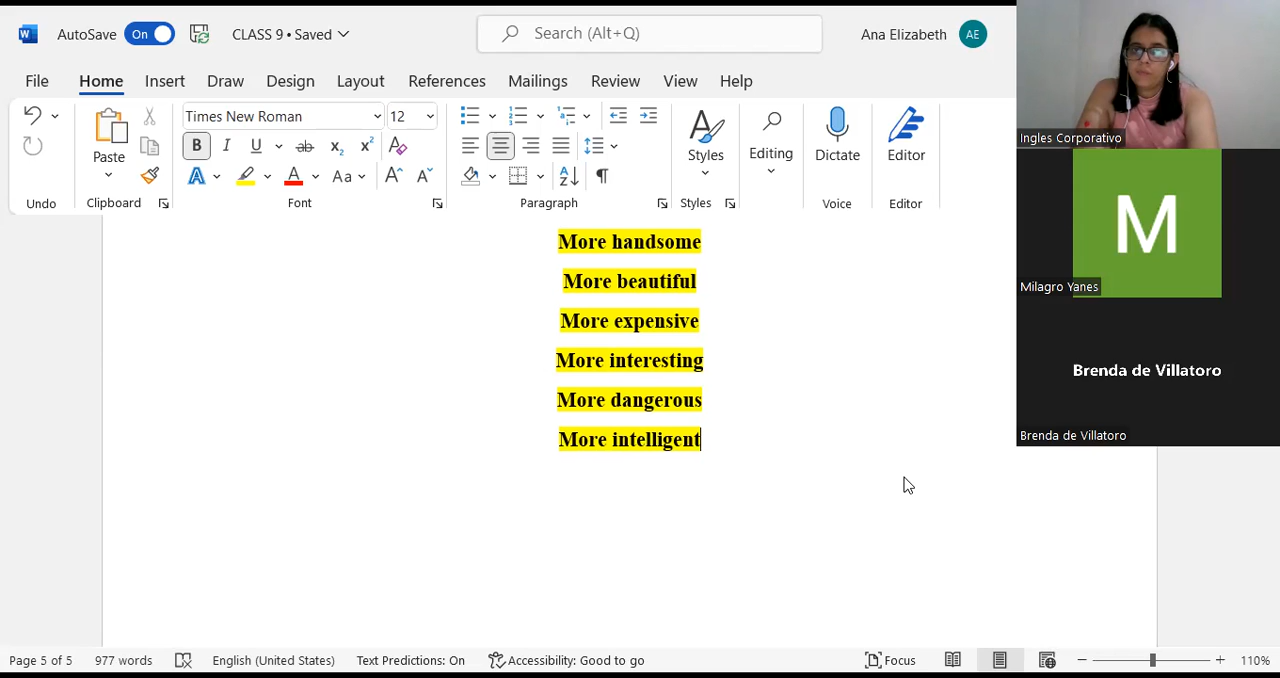 AutoSave On CLASS 9 • Saved Search (Alt+Q) Ana Elizabeth AE
File Home Insert Draw Design Layout References Mailings Review View Help
Times New Roman 12
Paste Styles Editing Dictate Editor
Undo Clipboard Font Paragraph Styles Voice Editor
More handsome
More beautiful
More expensive
More interesting
More dangerous
More intelligent
Ingles Corporativo
M
Milagro Yanes
Brenda de Villatoro
Brenda de Villatoro
Page 5 of 5 977 words English (United States) Text Predictions: On Accessibility: Good to go Focus 110%